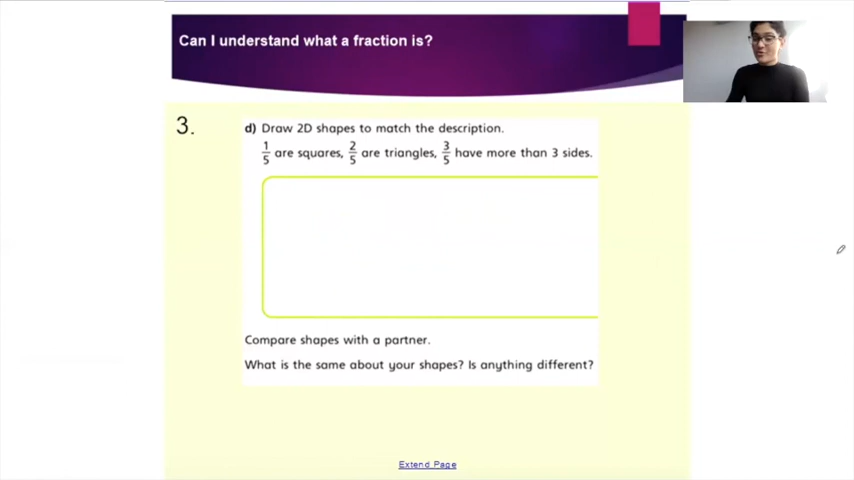 Can I understand what a fraction is?
3.
d) Draw 2D shapes to match the description.
1/5 are squares, 2/5 are triangles, 3/5 have more than 3 sides.
Compare shapes with a partner.
What is the same about your shapes? Is anything different?
Extend Page